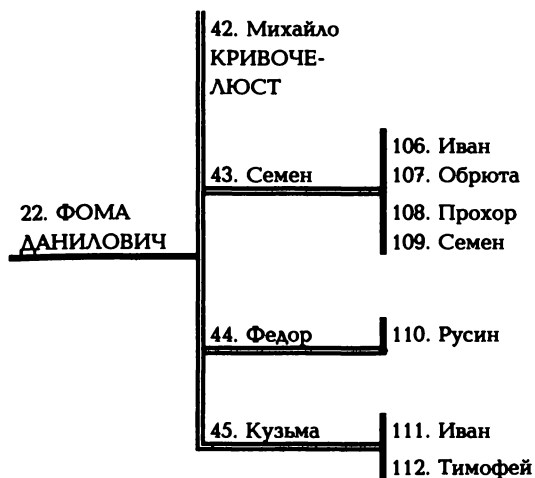 42. Михайло
КРИВОЧЕ-
ЛЮСТ
106. Иван
43. Семен
107. Обрюта
22. ФОМА
ДАНИЛОВИЧ
108. Прохор
109. Семен
44. Федор
110. Русин
45. Кузьма
111. Иван
112. Тимофей